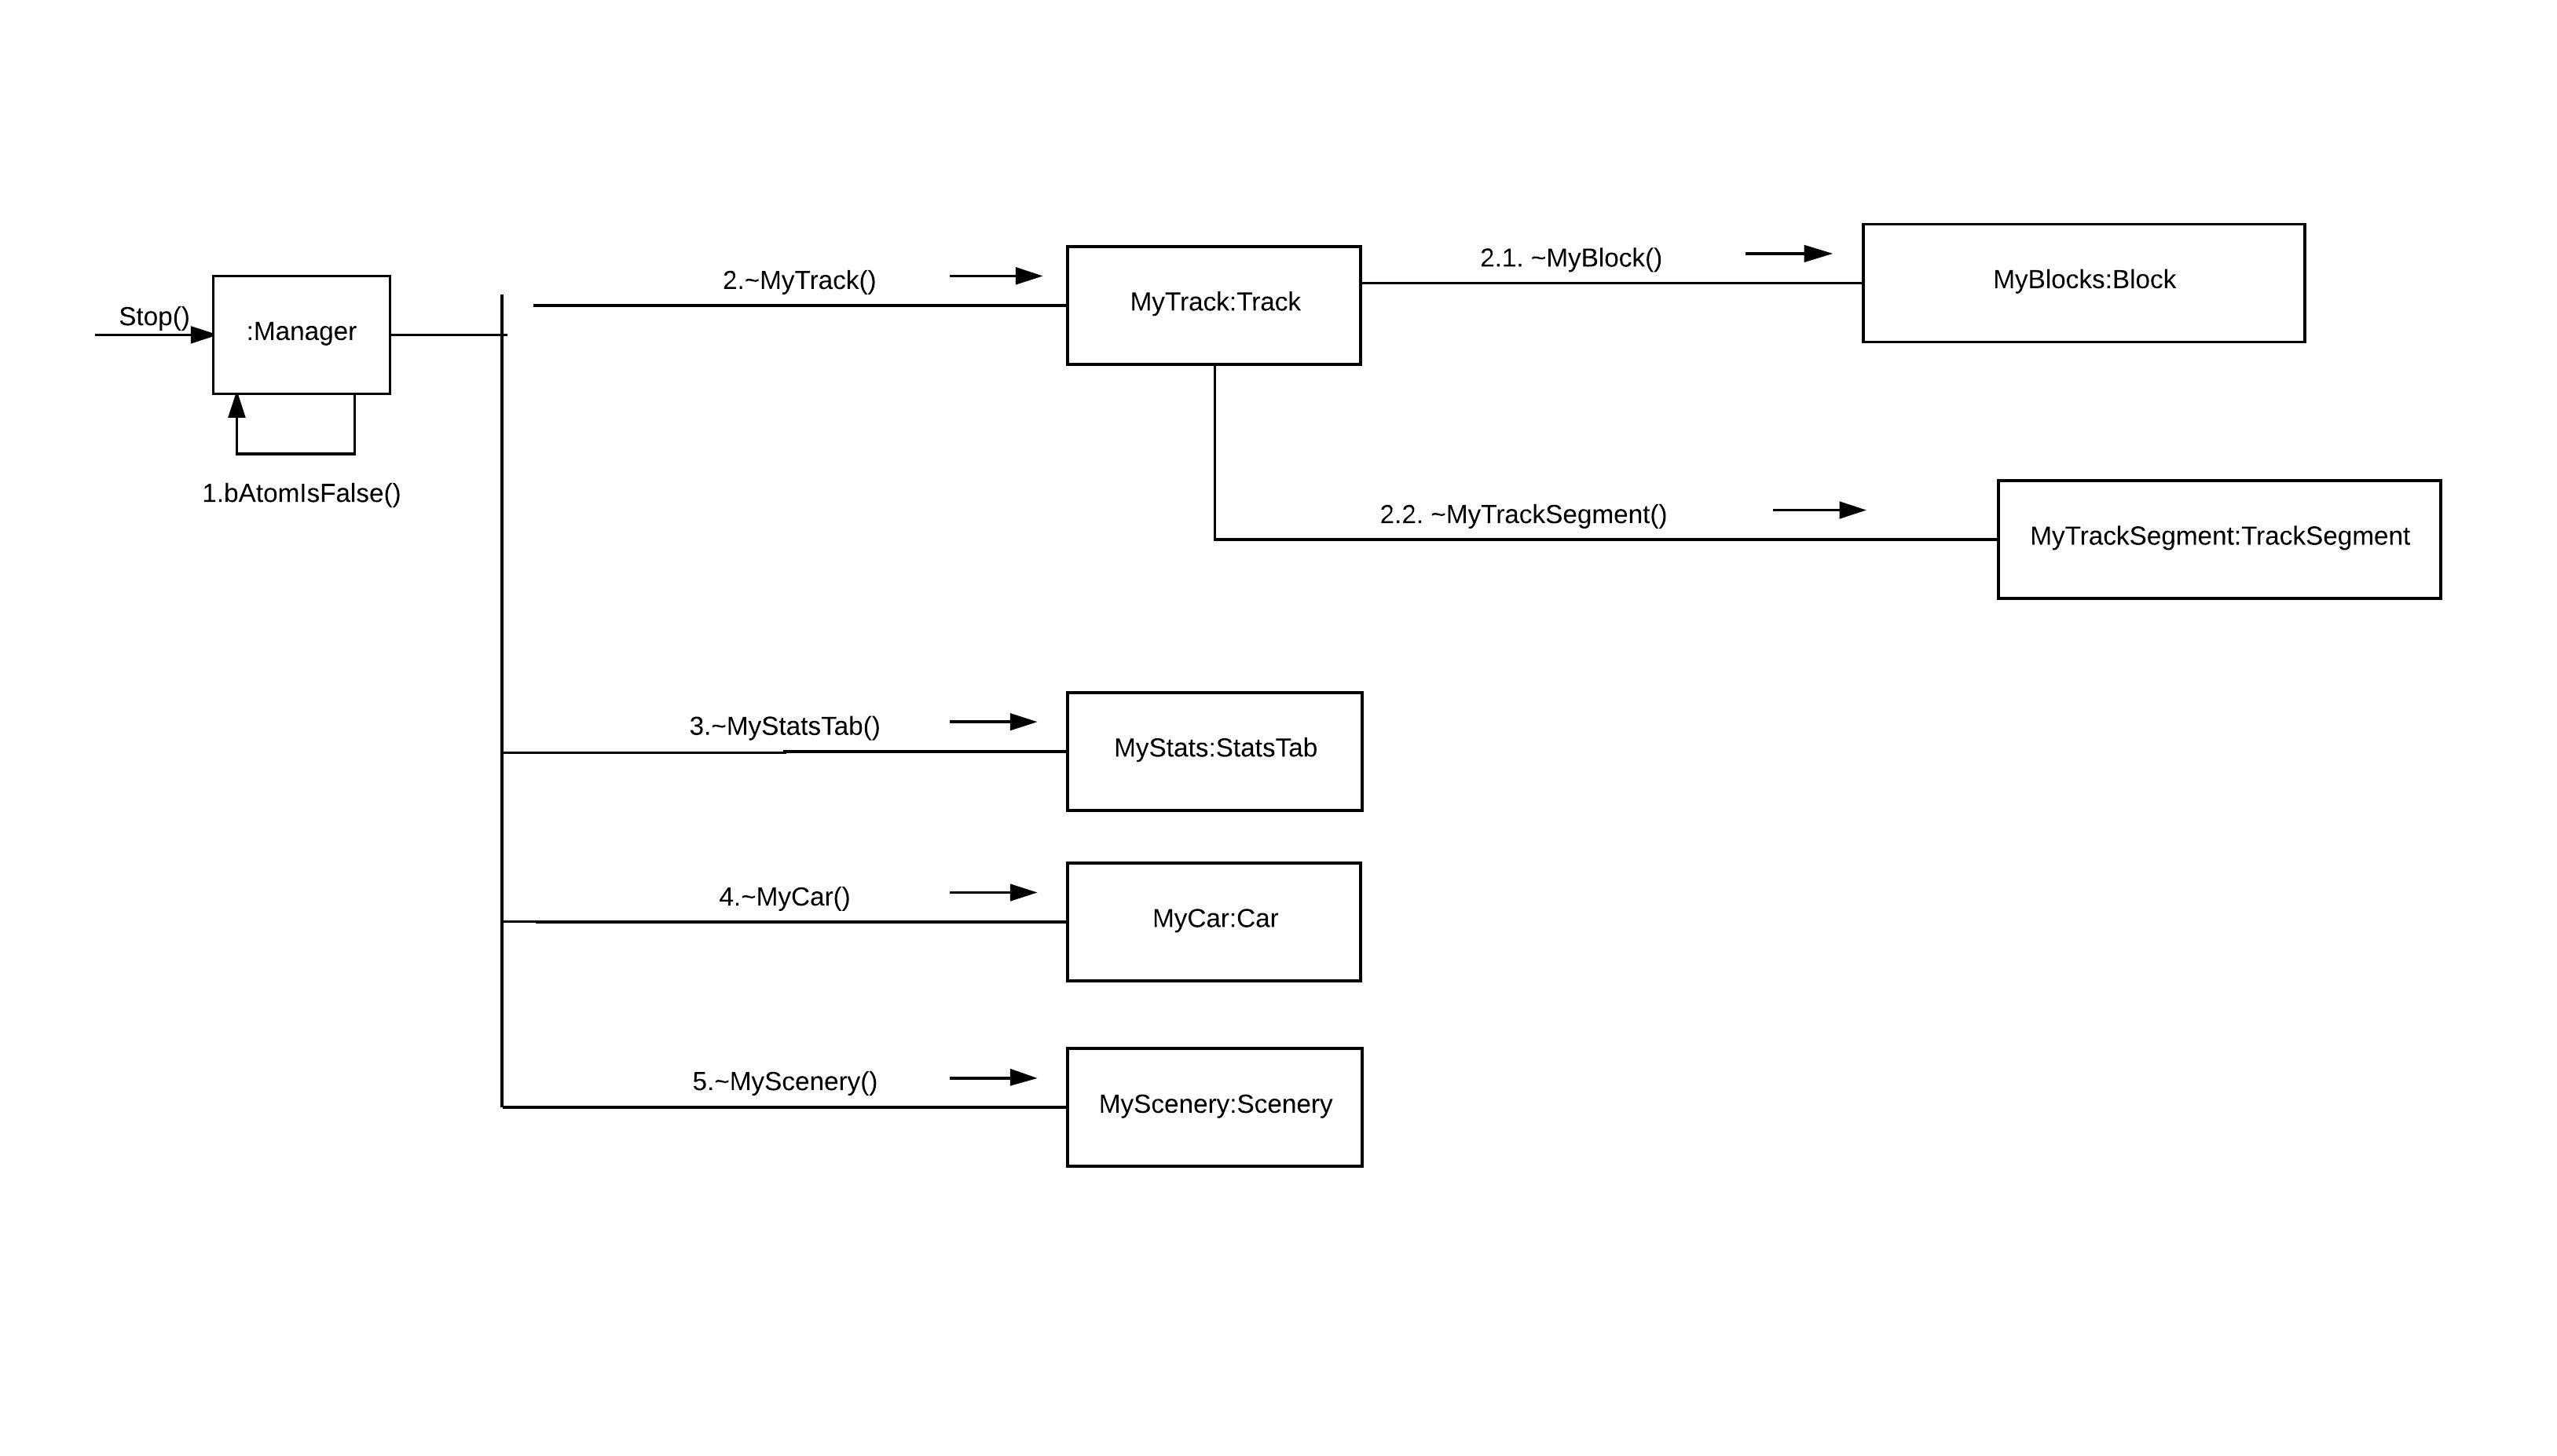 Stop()
:Manager
1.bAtomIsFalse()
2.~MyTrack()
MyTrack:Track
2.1. ~MyBlock()
MyBlocks:Block
2.2. ~MyTrackSegment()
MyTrackSegment:TrackSegment
3.~MyStatsTab()
MyStats:StatsTab
4.~MyCar()
MyCar:Car
5.~MyScenery()
MyScenery:Scenery